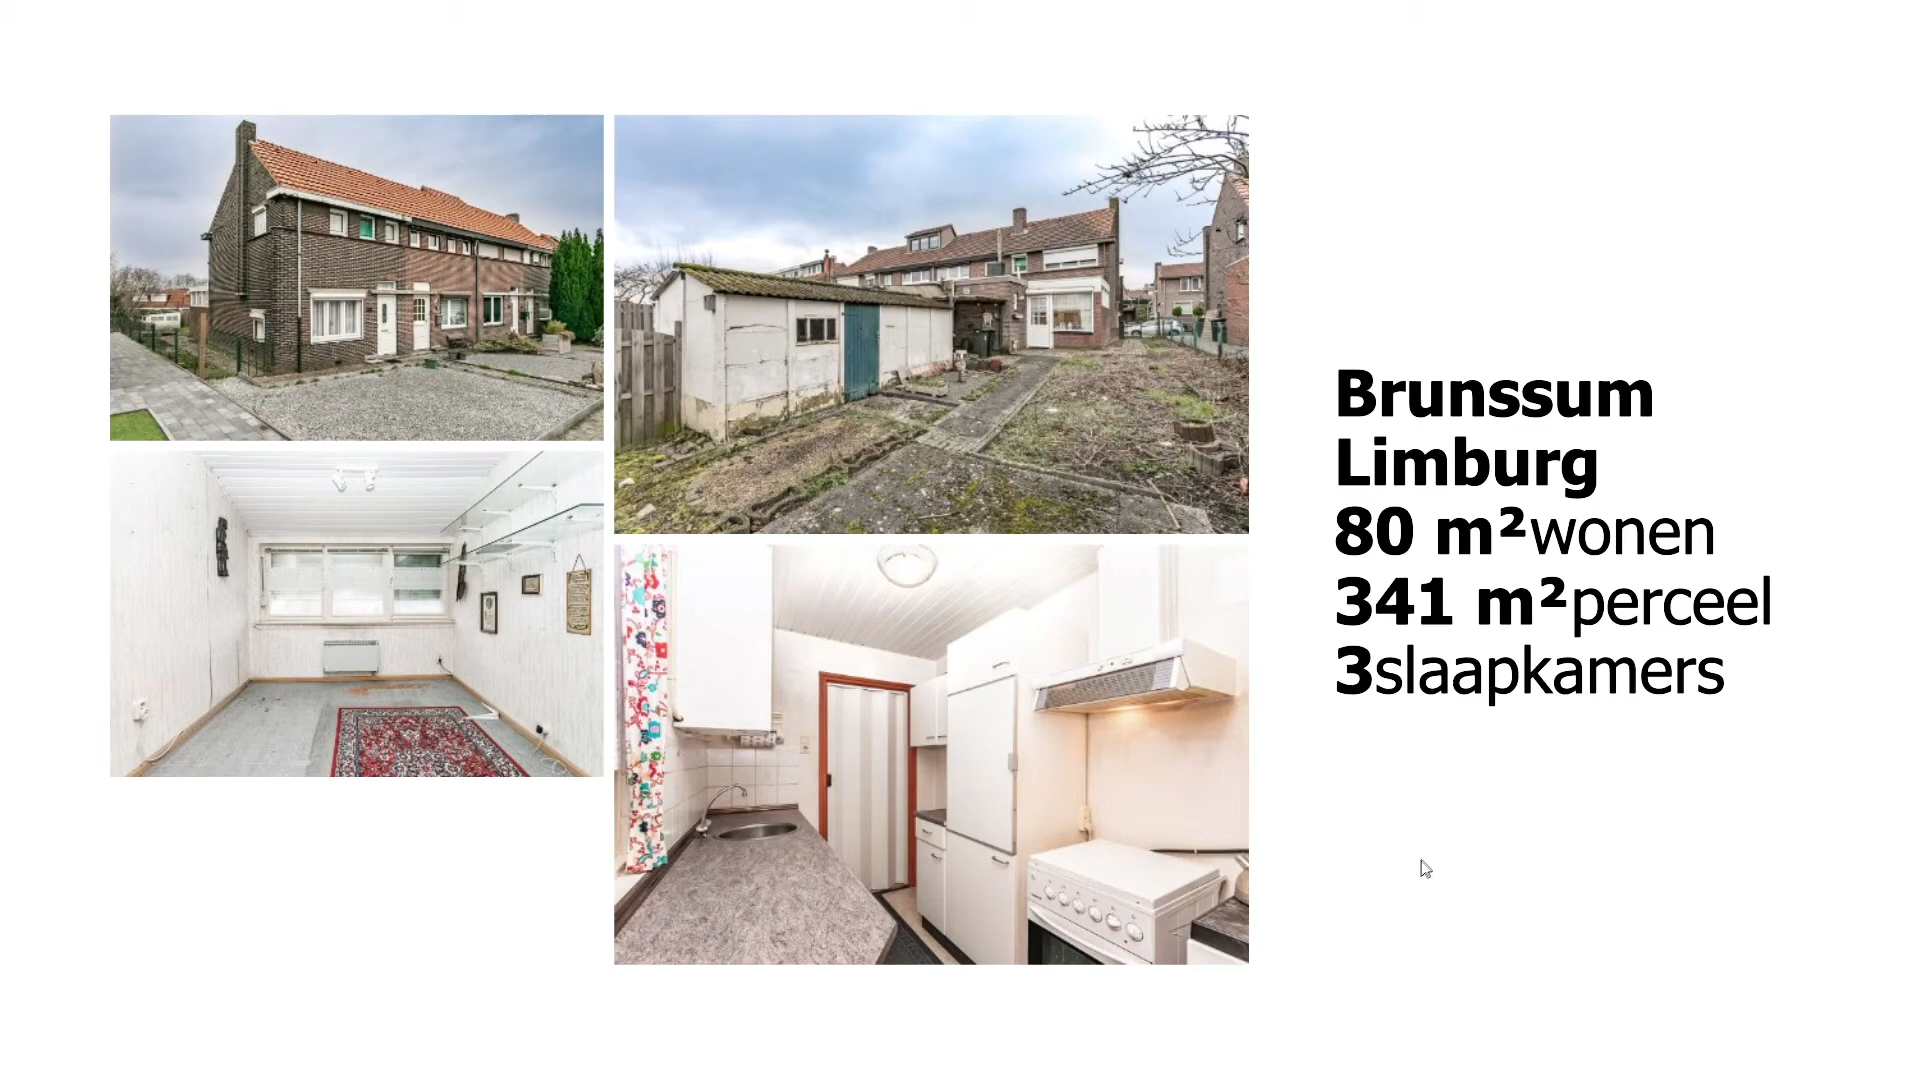 Brunssum
Limburg
80 m²wonen
341 m²perceel
3slaapkamers